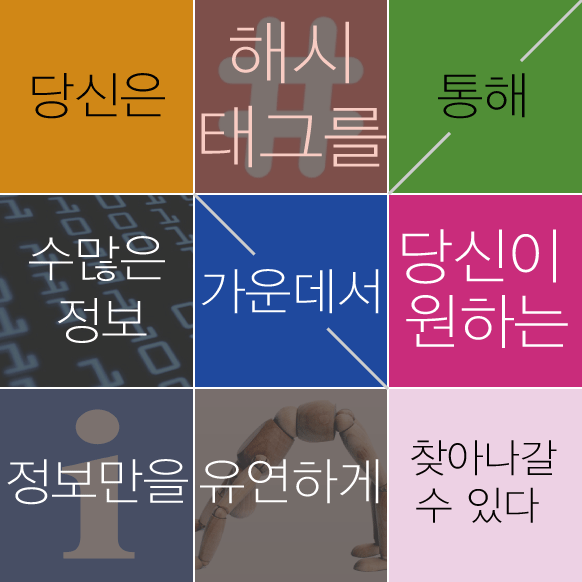 당신은
해시
태그를
통해
수많은
정보
가운데서
당신이
원하는
정보만을
유연하게
찾아나갈
수 있다